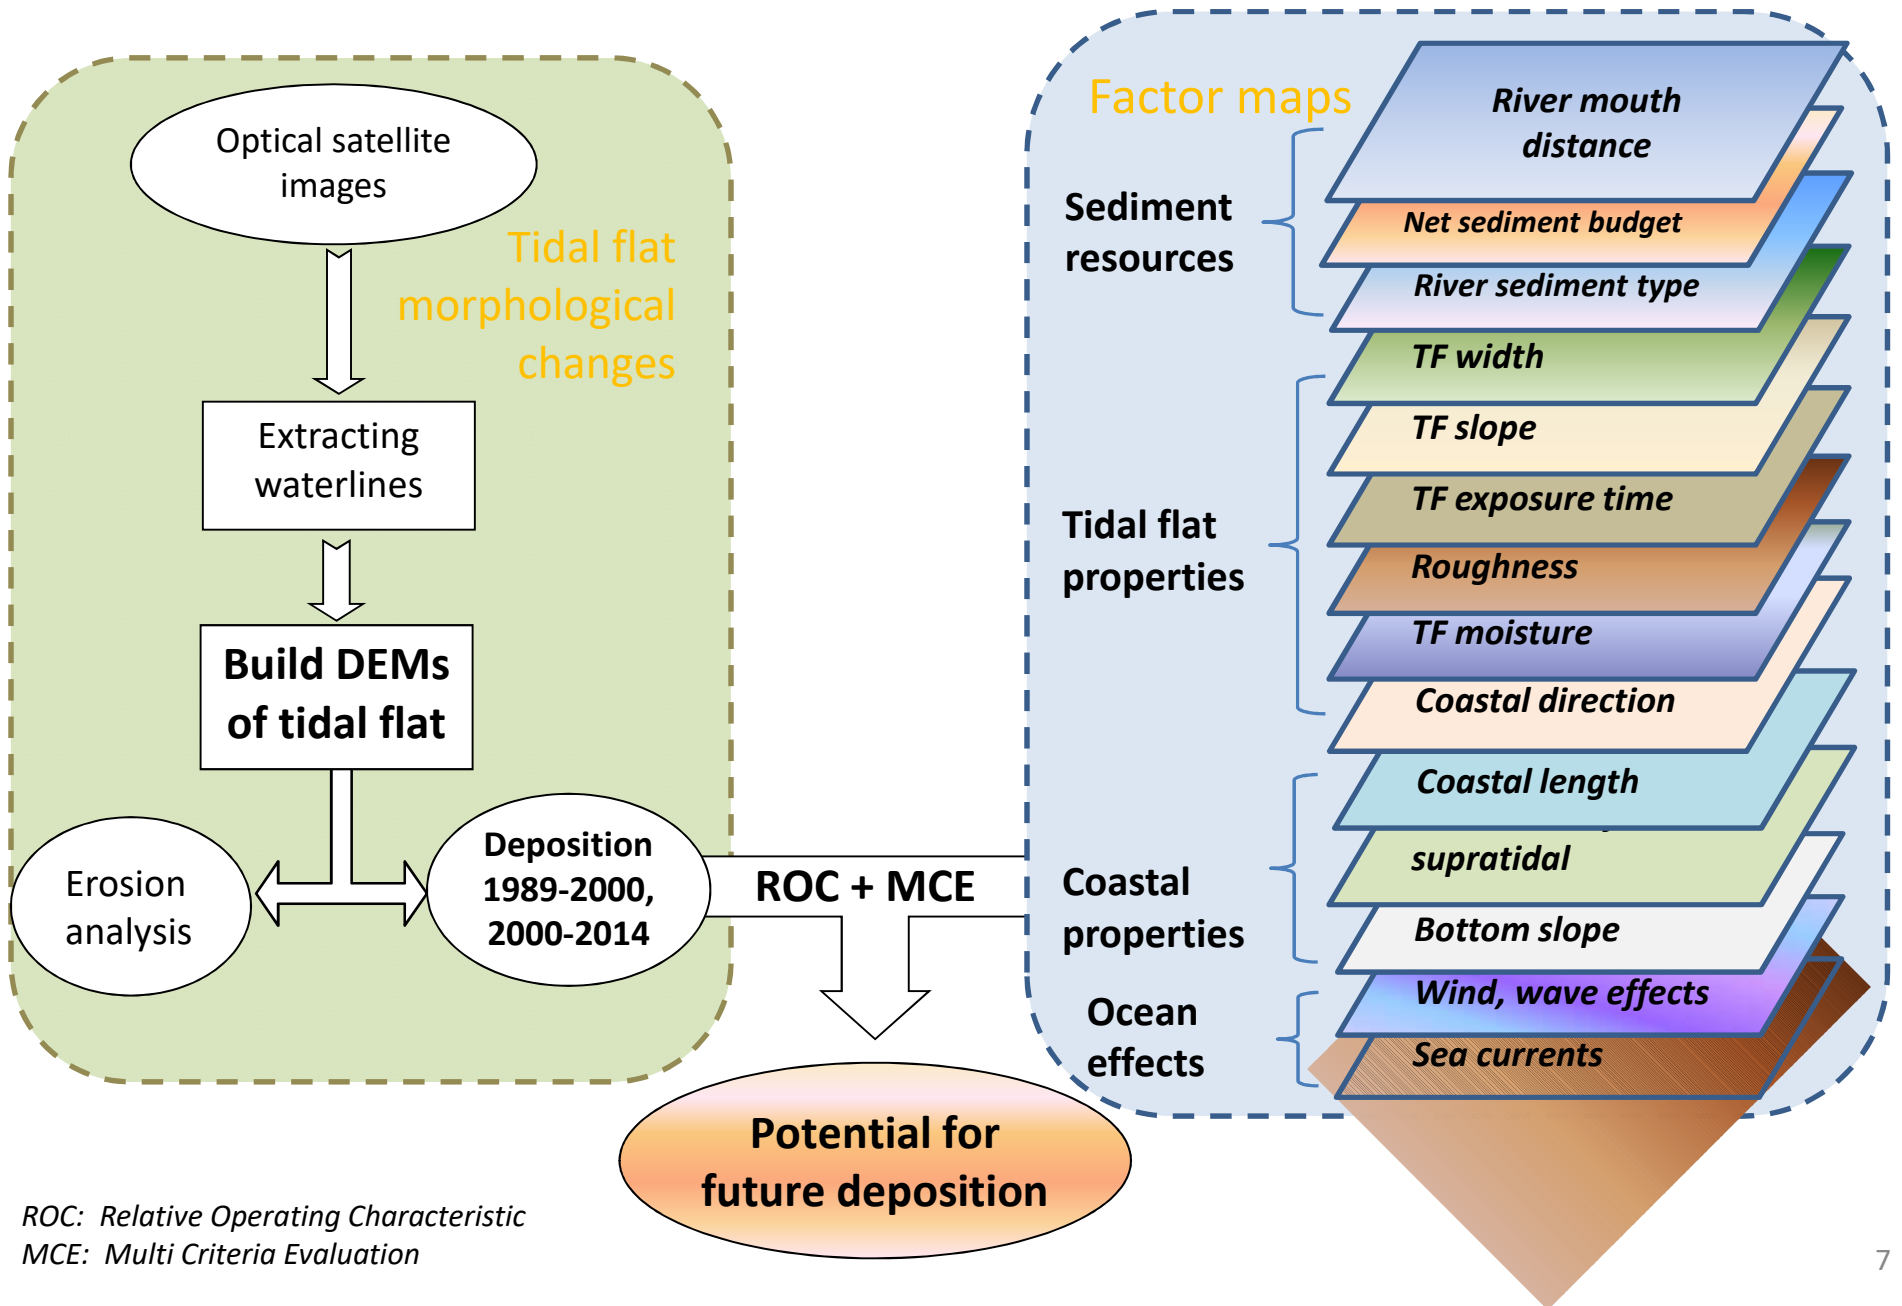 Optical satellite
images
Tidal flat
morphological
changes
Extracting
waterlines
Build DEMs
of tidal flat
Erosion
analysis
Deposition
1989-2000,
2000-2014
ROC + MCE
Potential for
future deposition
Factor maps
Sediment
resources
Tidal flat
properties
Coastal
properties
Ocean
effects
River mouth
distance
Net sediment budget
River sediment type
TF width
TF slope
TF exposure time
Roughness
TF moisture
Coastal direction
Coastal length
supratidal
Bottom slope
Wind, wave effects
Sea currents
ROC: Relative Operating Characteristic
MCE: Multi Criteria Evaluation
7